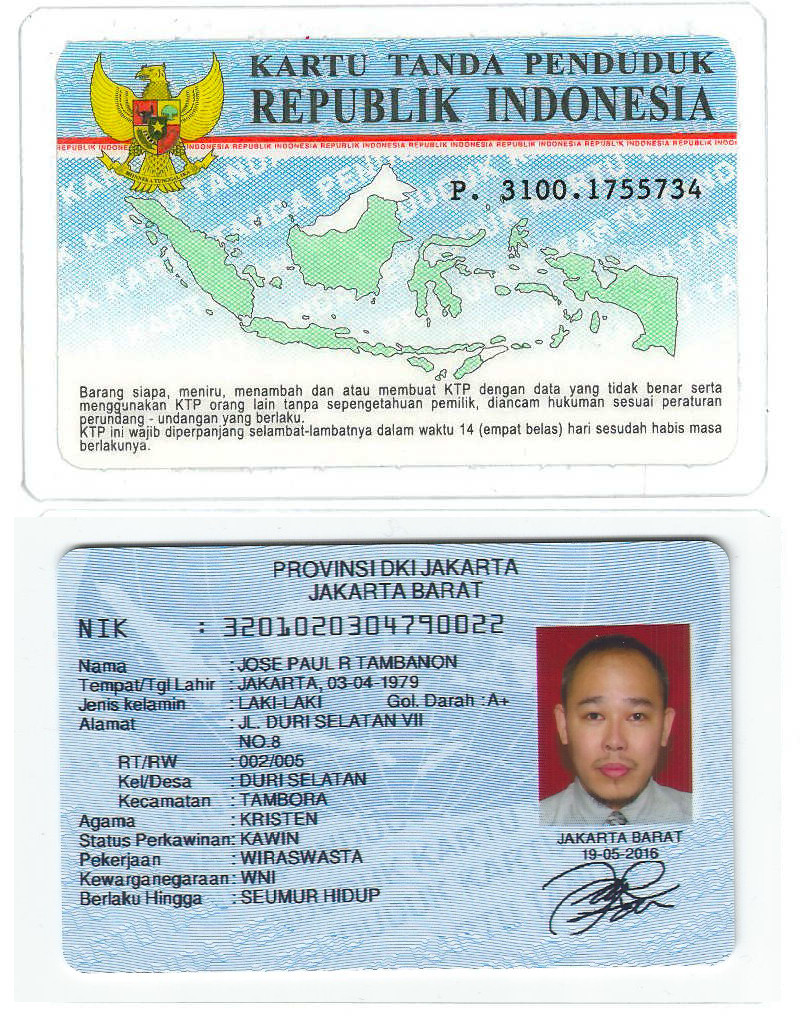 KARTU TANDA PENDUDUK
REPUBLIK INDONESIA
REPUBLIK INDONESIA REPUBLIK INDONESIA REPUBLIK INDONESIA REPUBLIK INDONESIA REPUBLIK INDONESIA
BHINNEKA TUNGGAL IKA
P. 3100.1755734
Barang siapa, meniru, menambah dan atau membuat KTP dengan data yang tidak benar serta
menggunakan KTP orang lain tanpa sepengetahuan pemilik, diancam hukuman sesuai peraturan
perundang - undangan yang berlaku.
KTP ini wajib diperpanjang selambat-lambatnya dalam waktu 14 (empat belas) hari sesudah habis masa
berlakunya.
PROVINSI DKI JAKARTA
JAKARTA BARAT
NIK : 3201020304790022
Nama : JOSE PAUL R TAMBANON
Tempat/Tgl Lahir : JAKARTA, 03-04-1979
Jenis kelamin : LAKI-LAKI Gol. Darah : A+
Alamat : JL. DURI SELATAN VII
NO.8
RT/RW : 002/005
Kel/Desa : DURI SELATAN
Kecamatan : TAMBORA
Agama : KRISTEN
Status Perkawinan: KAWIN
Pekerjaan : WIRASWASTA
Kewarganegaraan: WNI
Berlaku Hingga : SEUMUR HIDUP
JAKARTA BARAT
19-05-2016